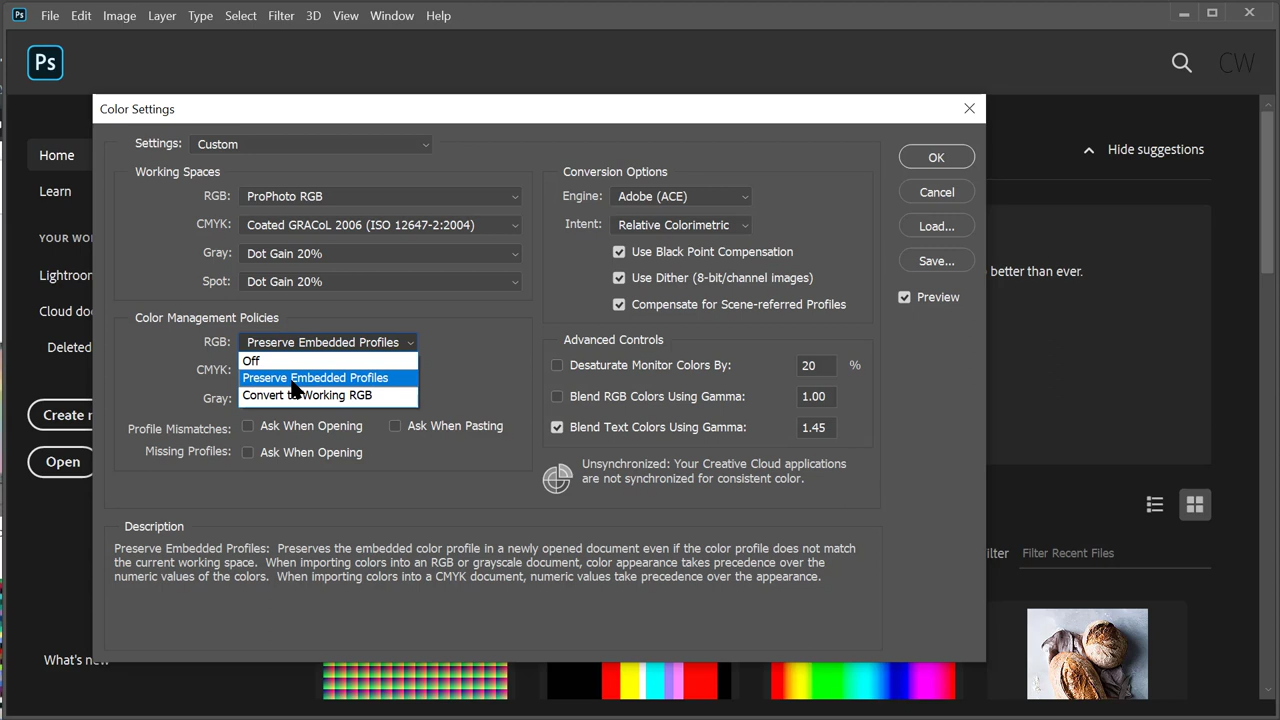 Ps File Edit Image Layer Type Select Filter 3D View Window Help
Ps CW
Color Settings
Settings: Custom
Working Spaces
RGB: ProPhoto RGB
CMYK: Coated GRACoL 2006 (ISO 12647-2:2004)
Gray: Dot Gain 20%
Spot: Dot Gain 20%
Color Management Policies
RGB: Preserve Embedded Profiles
Off
Preserve Embedded Profiles
CMYK:
Convert Working RGB
Gray:
Profile Mismatches: Ask When Opening Ask When Pasting
Missing Profiles: Ask When Opening
Conversion Options
Engine: Adobe (ACE)
Intent: Relative Colorimetric
Use Black Point Compensation
Use Dither (8-bit/channel images)
Compensate for Scene-referred Profiles
Advanced Controls
Desaturate Monitor Colors By: 20 %
Blend RGB Colors Using Gamma: 1.00
Blend Text Colors Using Gamma: 1.45
Unsynchronized: Your Creative Cloud applications
are not synchronized for consistent color.
Description
Preserve Embedded Profiles: Preserves the embedded color profile in a newly opened document even if the color profile does not match
the current working space. When importing colors into an RGB or grayscale document, color appearance takes precedence over the
numeric values of the colors. When importing colors into a CMYK document, numeric values take precedence over the appearance.
OK
Cancel
Load...
Save...
Preview
Home
Learn
YOUR WO
Lightroom
Cloud do
Deleted
Create
Open
What's ne
Hide suggestions
better than ever.
ilter Filter Recent Files